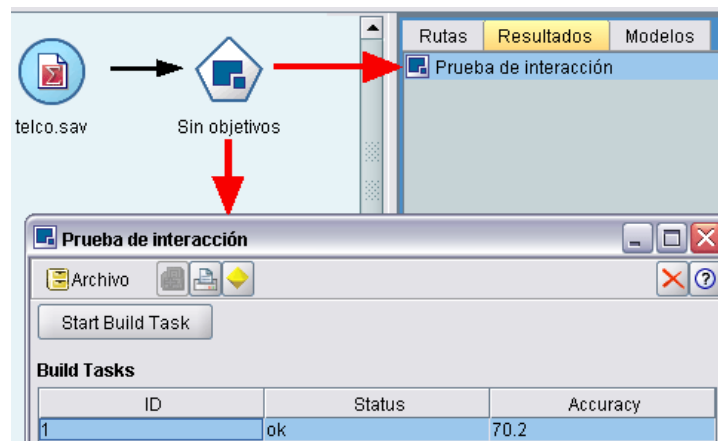 Rutas Resultados Modelos
Prueba de interacción
telco.sav Sin objetivos
Prueba de interacción
Archivo
Start Build Task
Build Tasks
ID Status Accuracy
1 ok 70.2